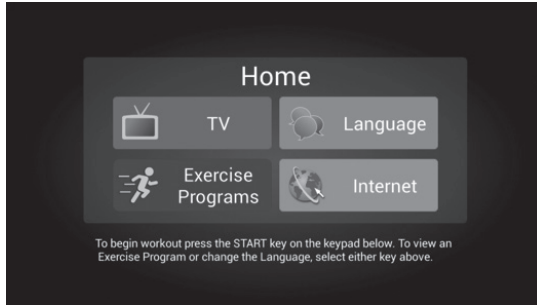 Home
TV
Language
Exercise
Programs
Internet
To begin workout press the START key on the keypad below. To view an
Exercise Program or change the Language, select either key above.